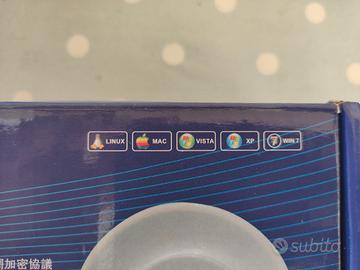 LINUX MAC VISTA XP WIN 7
加密協議
subito